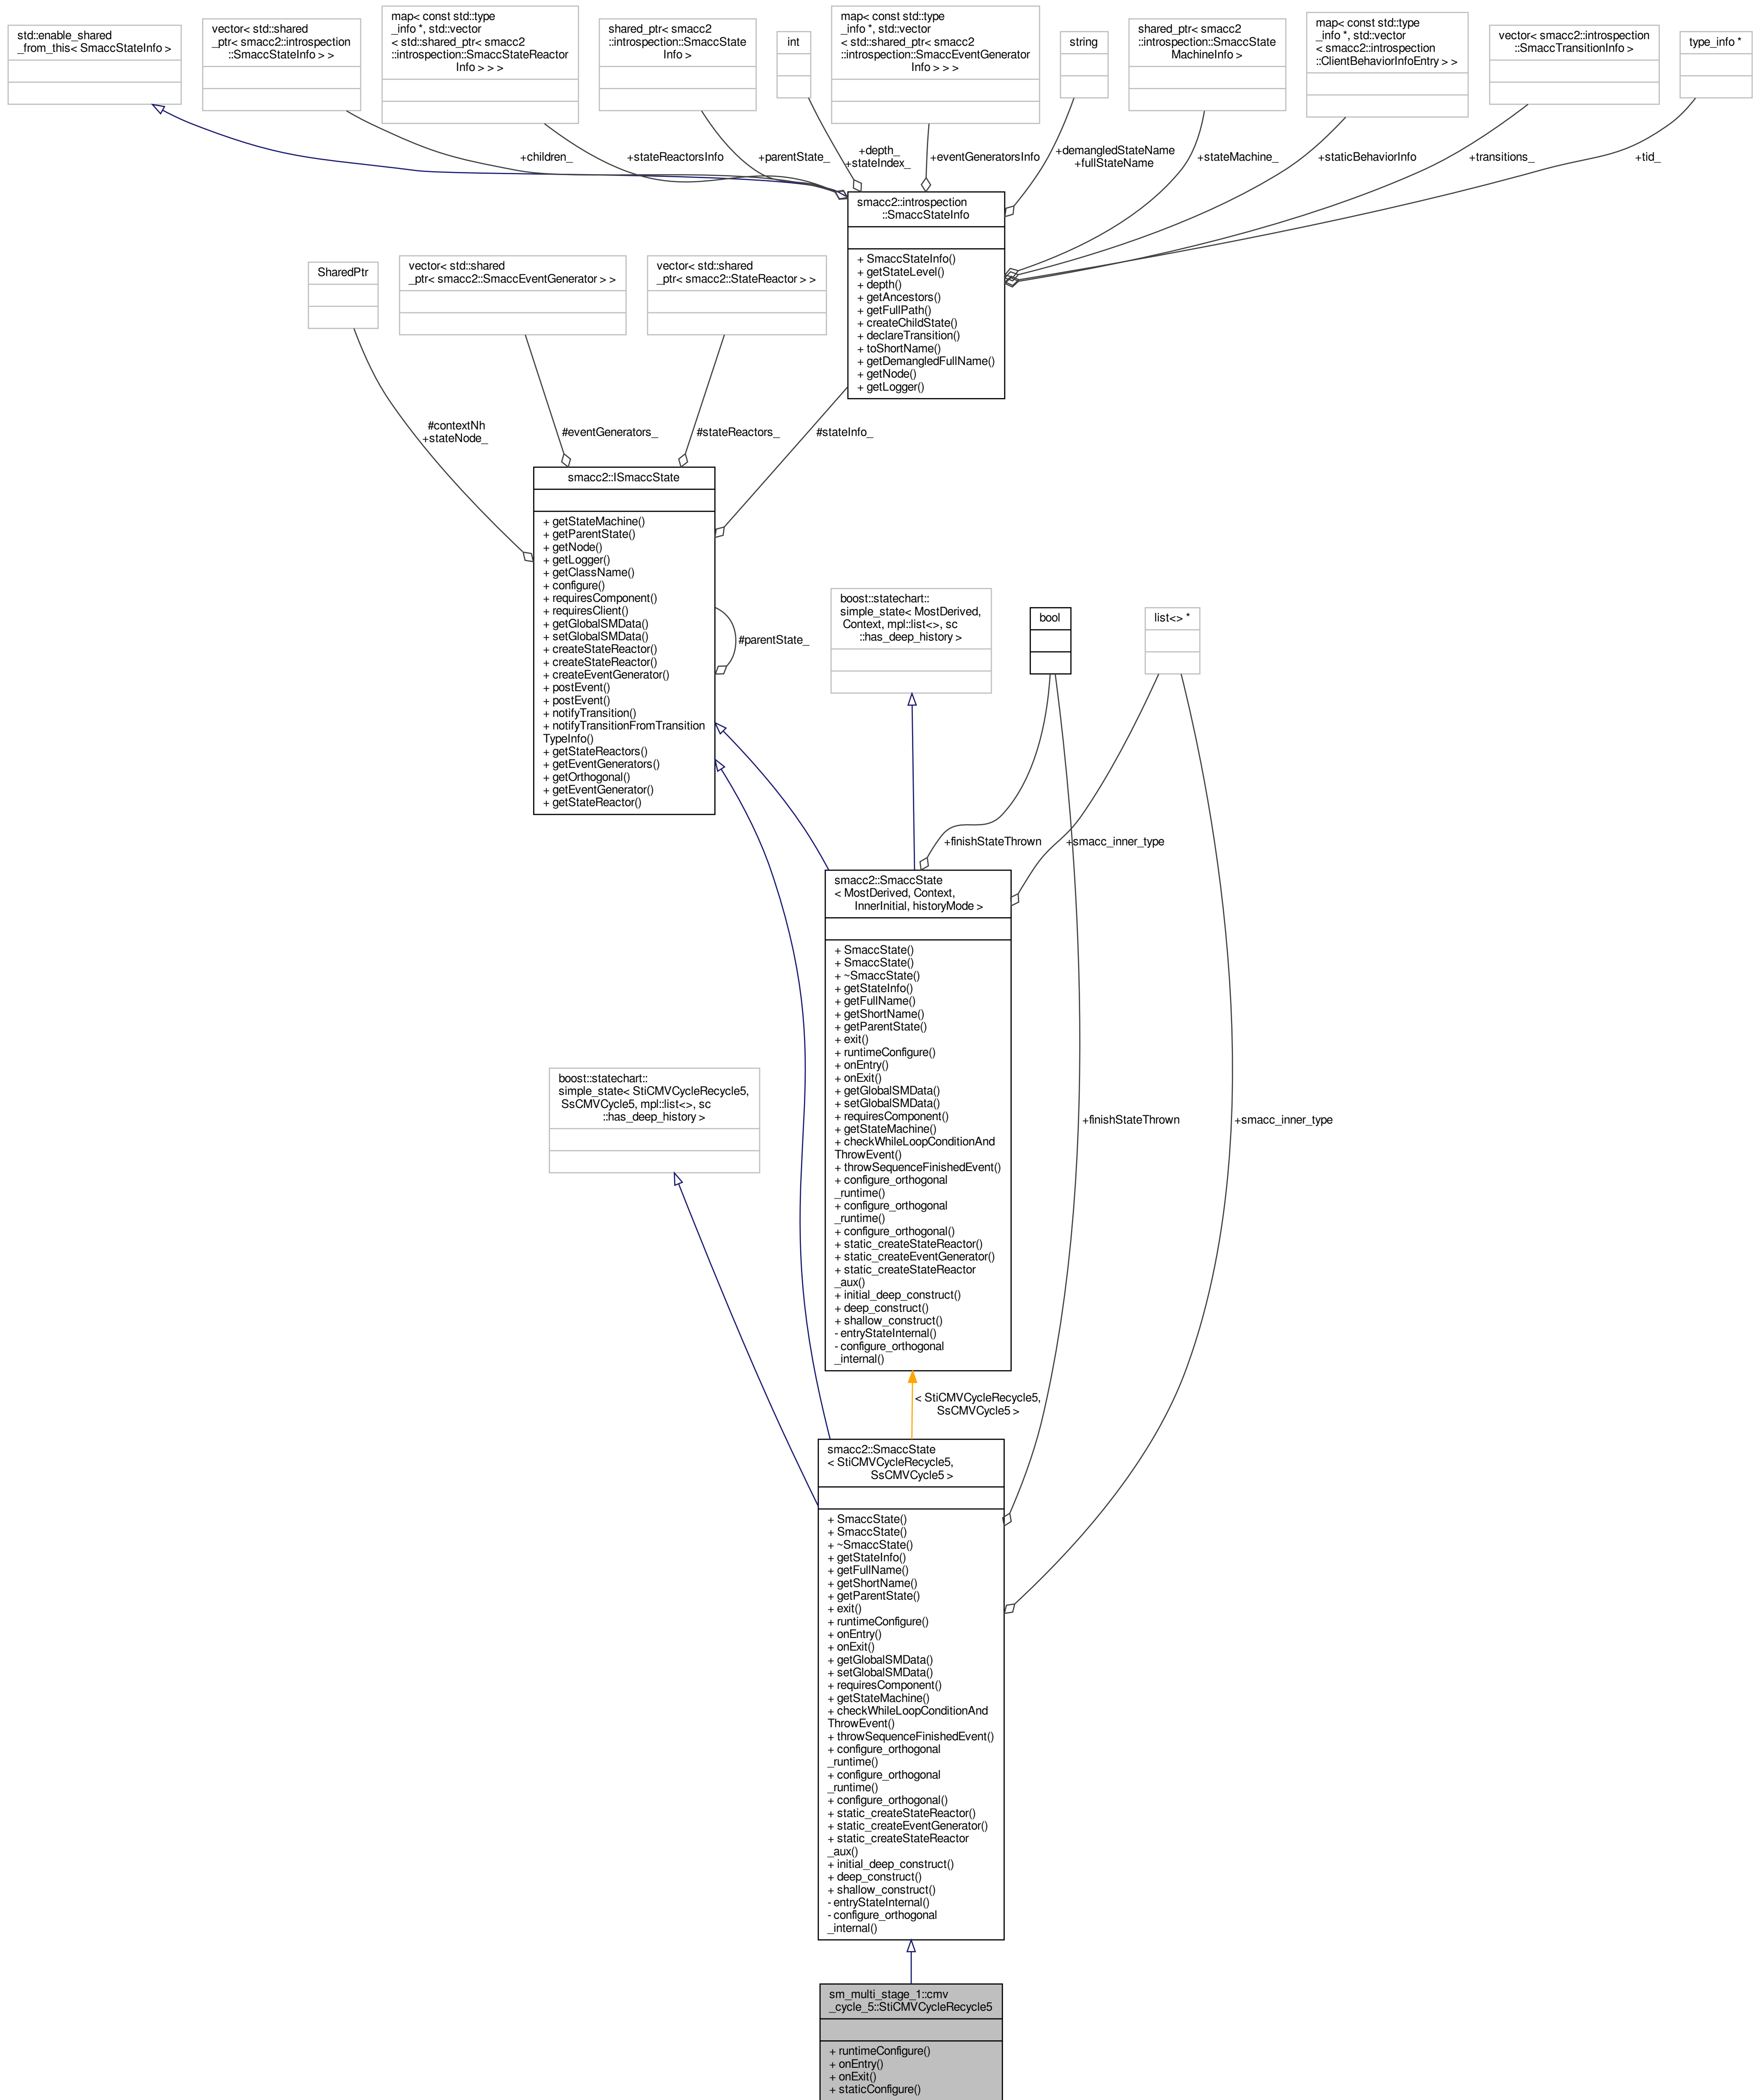 std::enable_shared
_from_this< SmaccStateInfo >
vector< std::shared
_ptr< smacc2::introspection
::SmaccStateInfo > >
map< const std::type
_info *, std::vector
< std::shared_ptr< smacc2
::introspection::SmaccStateReactor
Info > > >
shared_ptr< smacc2
::introspection::SmaccState
Info >
int
map< const std::type
_info *, std::vector
< std::shared_ptr< smacc2
::introspection::SmaccEventGenerator
Info > > >
string
shared_ptr< smacc2
::introspection::SmaccState
MachineInfo >
map< const std::type
_info *, std::vector
< smacc2::introspection
::ClientBehaviorInfoEntry > >
vector< smacc2::introspection
::SmaccTransitionInfo >
type_info *
+children_
+stateReactorsInfo
+parentState_
+depth_
+stateIndex_
+eventGeneratorsInfo
+demangledStateName
+fullStateName
+stateMachine_
+staticBehaviorInfo
+transitions_
+tid_
smacc2::introspection
::SmaccStateInfo
+ SmaccStateInfo()
+ getStateLevel()
+ depth()
+ getAncestors()
+ getFullPath()
+ createChildState()
+ declareTransition()
+ toShortName()
+ getDemangledFullName()
+ getNode()
+ getLogger()
SharedPtr
vector< std::shared
_ptr< smacc2::SmaccEventGenerator > >
vector< std::shared
_ptr< smacc2::StateReactor > >
#contextNh
+stateNode_
#eventGenerators_
#stateReactors_
#stateInfo_
smacc2::ISmaccState
+ getStateMachine()
+ getParentState()
+ getNode()
+ getLogger()
+ getClassName()
+ configure()
+ requiresComponent()
+ requiresClient()
+ getGlobalSMData()
+ setGlobalSMData()
+ createStateReactor()
+ createStateReactor()
+ createEventGenerator()
+ postEvent()
+ postEvent()
+ notifyTransition()
+ notifyTransitionFromTransition
TypeInfo()
+ getStateReactors()
+ getEventGenerators()
+ getOrthogonal()
+ getEventGenerator()
+ getStateReactor()
#parentState_
boost::statechart::
simple_state< MostDerived,
Context, mpl::list<>, sc
::has_deep_history >
bool
list<> *
+finishStateThrown
+smacc_inner_type
smacc2::SmaccState
< MostDerived, Context,
InnerInitial, historyMode >
+ SmaccState()
+ SmaccState()
+ ~SmaccState()
+ getStateInfo()
+ getFullName()
+ getShortName()
+ getParentState()
+ exit()
+ runtimeConfigure()
+ onEntry()
+ onExit()
+ getGlobalSMData()
+ setGlobalSMData()
+ requiresComponent()
+ getStateMachine()
+ checkWhileLoopConditionAnd
ThrowEvent()
+ throwSequenceFinishedEvent()
+ configure_orthogonal
_runtime()
+ configure_orthogonal
_runtime()
+ configure_orthogonal()
+ static_createStateReactor()
+ static_createEventGenerator()
+ static_createStateReactor
_aux()
+ initial_deep_construct()
+ deep_construct()
+ shallow_construct()
- entryStateInternal()
- configure_orthogonal
_internal()
boost::statechart::
simple_state< StiCMVCycleRecycle5,
SsCMVCycle5, mpl::list<>, sc
::has_deep_history >
+finishStateThrown
+smacc_inner_type
< StiCMVCycleRecycle5,
SsCMVCycle5 >
smacc2::SmaccState
< StiCMVCycleRecycle5,
SsCMVCycle5 >
+ SmaccState()
+ SmaccState()
+ ~SmaccState()
+ getStateInfo()
+ getFullName()
+ getShortName()
+ getParentState()
+ exit()
+ runtimeConfigure()
+ onEntry()
+ onExit()
+ getGlobalSMData()
+ setGlobalSMData()
+ requiresComponent()
+ getStateMachine()
+ checkWhileLoopConditionAnd
ThrowEvent()
+ throwSequenceFinishedEvent()
+ configure_orthogonal
_runtime()
+ configure_orthogonal
_runtime()
+ configure_orthogonal()
+ static_createStateReactor()
+ static_createEventGenerator()
+ static_createStateReactor
_aux()
+ initial_deep_construct()
+ deep_construct()
+ shallow_construct()
- entryStateInternal()
- configure_orthogonal
_internal()
sm_multi_stage_1::cmv
_cycle_5::StiCMVCycleRecycle5
+ runtimeConfigure()
+ onEntry()
+ onExit()
+ staticConfigure()